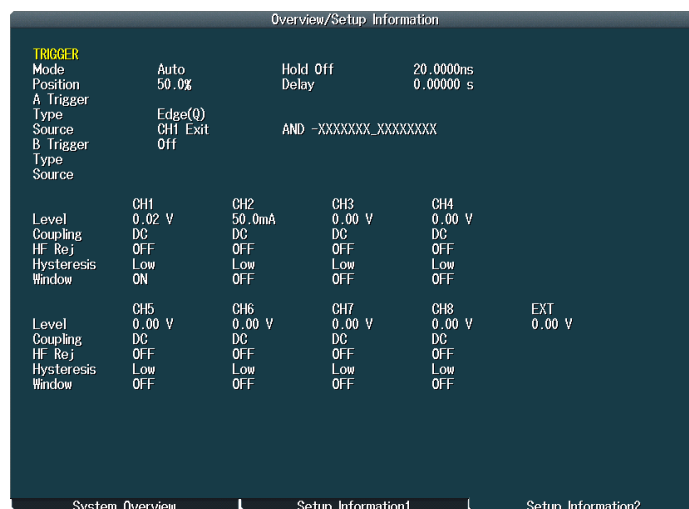 Overview/Setup Information
TRIGGER
Mode Auto Hold Off 20.0000ns
Position 50.0% Delay 0.00000 s
A Trigger
Type Edge(Q)
Source CH1 Exit AND -XXXXXXX_XXXXXXXX
B Trigger Off
Type
Source
CH1 CH2 CH3 CH4
Level 0.02 V 50.0mA 0.00 V 0.00 V
Coupling DC DC DC DC
HF Rej OFF OFF OFF OFF
Hysteresis Low Low Low Low
Window ON OFF OFF OFF
CH5 CH6 CH7 CH8 EXT
Level 0.00 V 0.00 V 0.00 V 0.00 V 0.00 V
Coupling DC DC DC DC
HF Rej OFF OFF OFF OFF
Hysteresis Low Low Low Low
Window OFF OFF OFF OFF
System Overview Setup Information1 Setup Information2